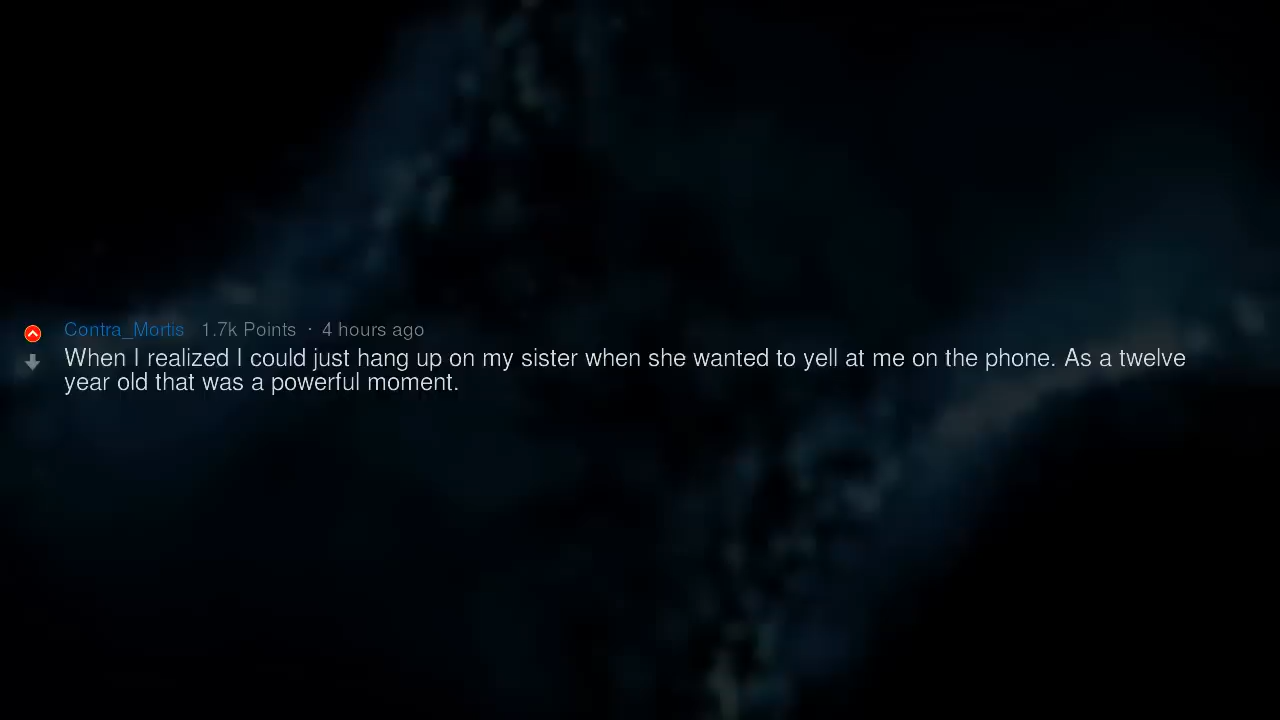 Contra_Mortis 1.7k Points · 4 hours ago
When I realized I could just hang up on my sister when she wanted to yell at me on the phone. As a twelve
year old that was a powerful moment.